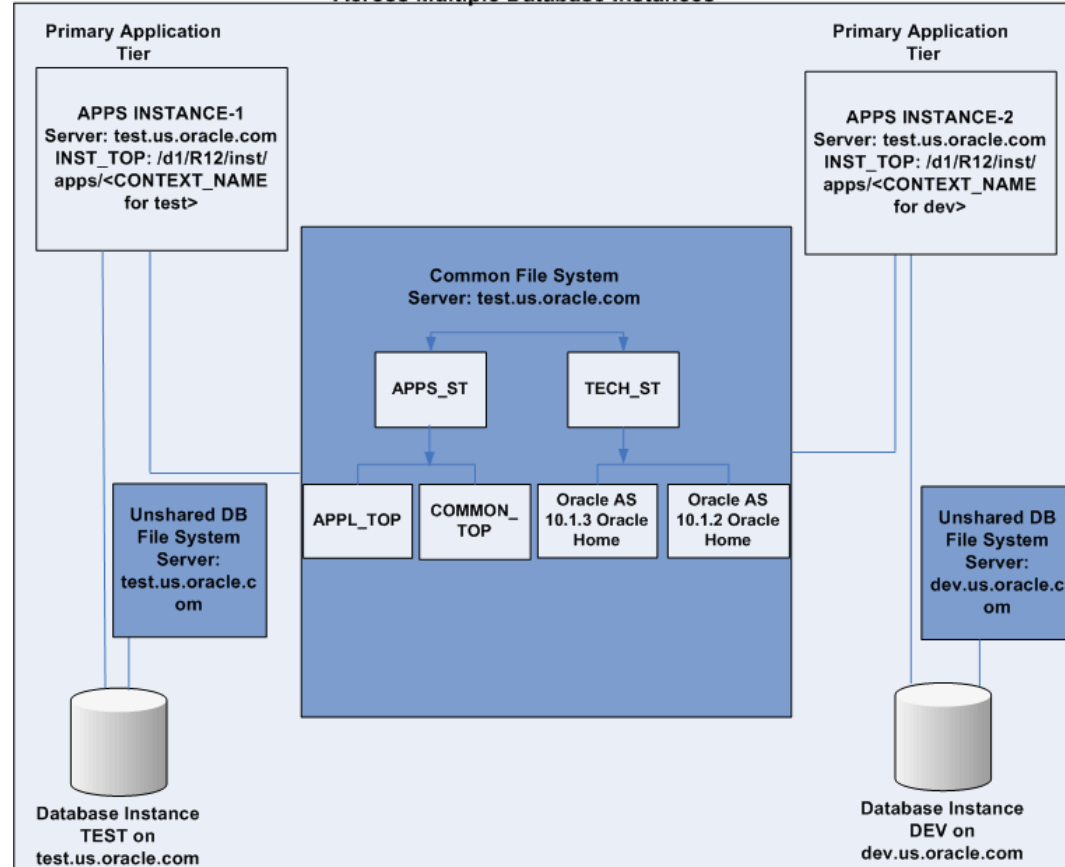 Across Multiple Database Instances
Primary Application
Tier
APPS INSTANCE-1
Server: test.us.oracle.com
INST_TOP: /d1/R12/inst/
apps/<CONTEXT_NAME
for test>
Primary Application
Tier
APPS INSTANCE-2
Server: test.us.oracle.com
INST_TOP: /d1/R12/inst/
apps/<CONTEXT_NAME
for dev>
Common File System
Server: test.us.oracle.com
APPS_ST
TECH_ST
APPL_TOP
COMMON_
TOP
Oracle AS
10.1.3 Oracle
Home
Oracle AS
10.1.2 Oracle
Home
Unshared DB
File System
Server:
test.us.oracle.c
om
Unshared DB
File System
Server:
dev.us.oracle.c
om
Database Instance
TEST on
test.us.oracle.com
Database Instance
DEV on
dev.us.oracle.com